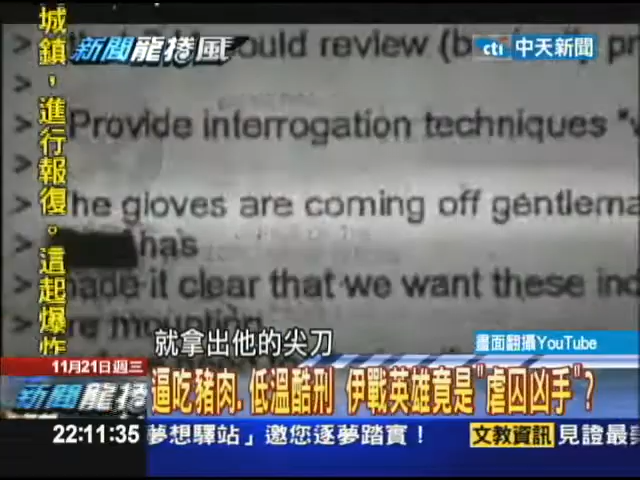 城鎮，進行報復。這起爆炸
新聞龍捲風
cti 中天新聞
ould review
> Provide interrogation techniques
he gloves are coming off
has
made it clear that we want these
就拿出他的尖刀
畫面翻攝YouTube
11月21日週三
新聞龍捲
逼吃豬肉.低溫酷刑 伊戰英雄竟是"虐囚凶手"?
22:11:35
夢想驛站」邀您逐夢踏實！
文教資訊
見證最